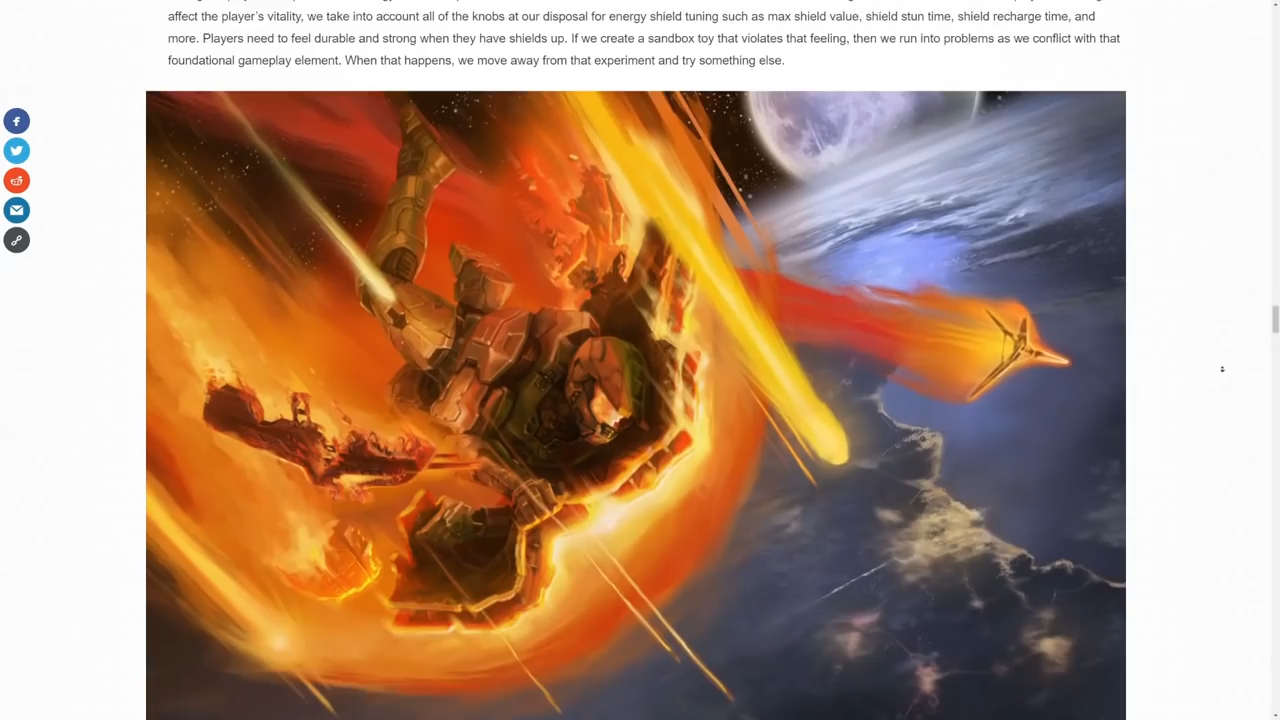 affect the player’s vitality, we take into account all of the knobs at our disposal for energy shield tuning such as max shield value, shield stun time, shield recharge time, and
more. Players need to feel durable and strong when they have shields up. If we create a sandbox toy that violates that feeling, then we run into problems as we conflict with that
foundational gameplay element. When that happens, we move away from that experiment and try something else.